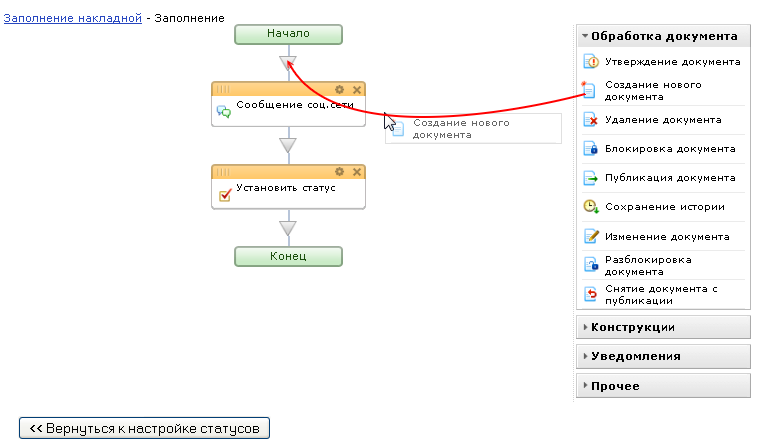 Заполнение накладной - Заполнение
Начало
Сообщение соц.сети
Установить статус
Конец
Создание нового
документа
Обработка документа
Утверждение документа
Создание нового
документа
Удаление документа
Блокировка документа
Публикация документа
Сохранение истории
Изменение документа
Разблокировка
документа
Снятие документа с
публикации
Конструкции
Уведомления
Прочее
<< Вернуться к настройке статусов